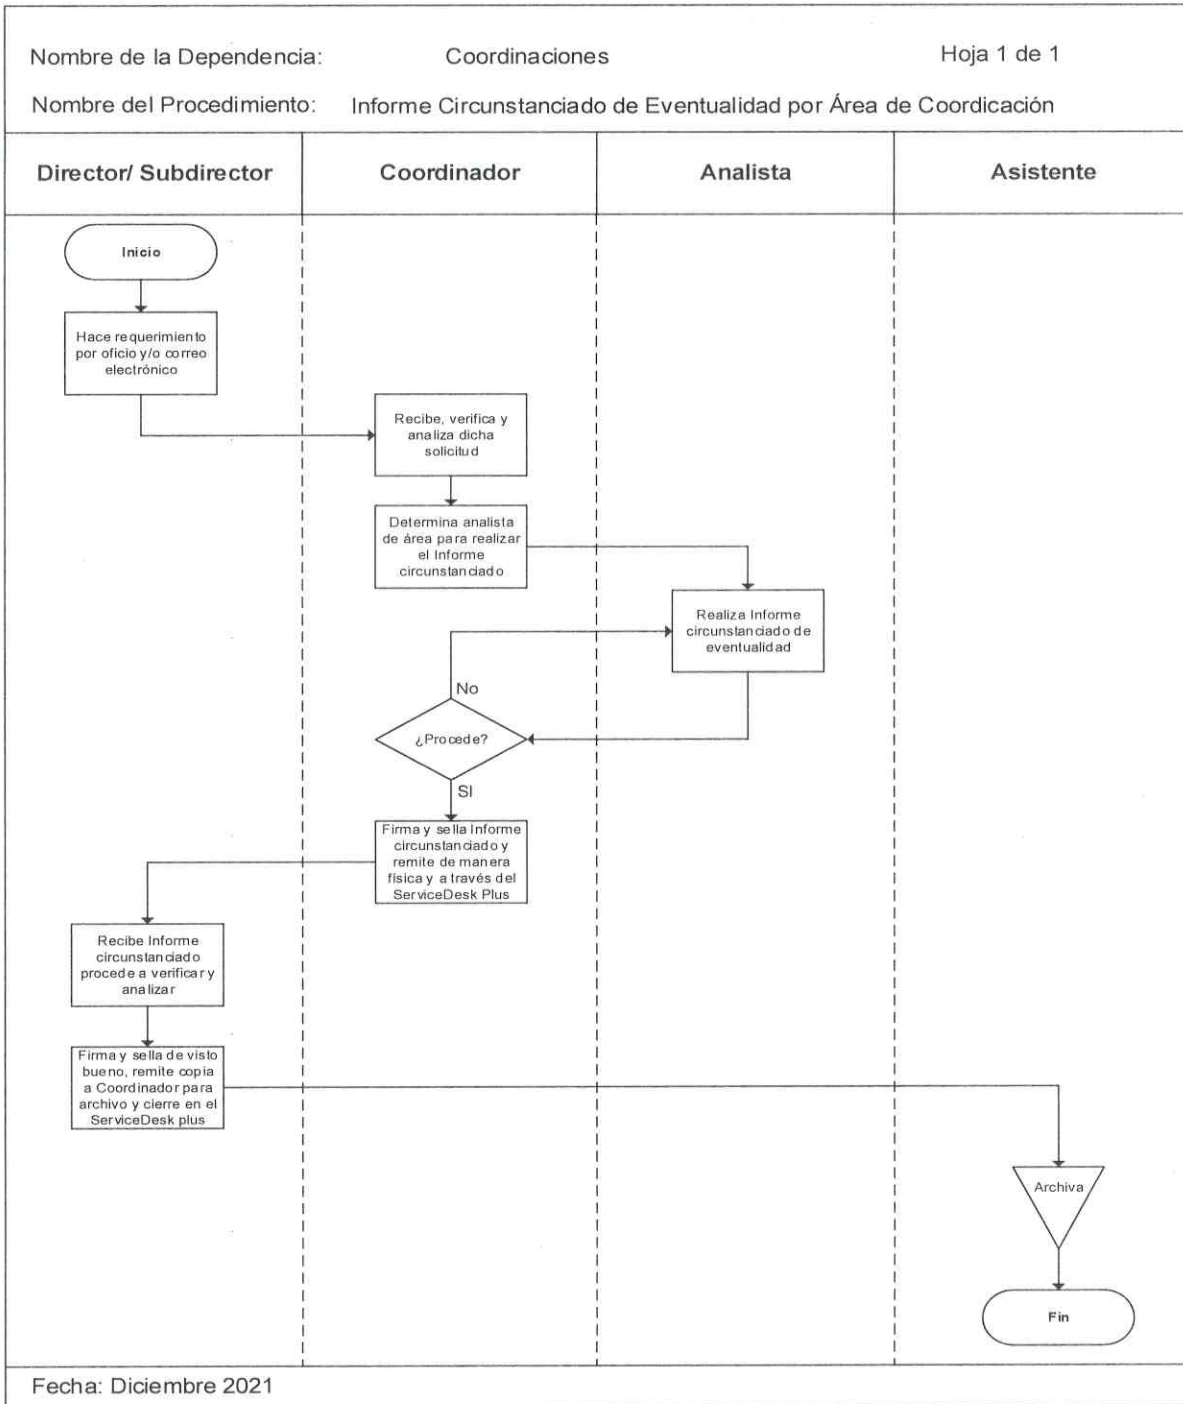 Nombre de la Dependencia: Coordinaciones Hoja 1 de 1
Nombre del Procedimiento: Informe Circunstanciado de Eventualidad por Área de Coordicación
Director/ Subdirector Coordinador Analista Asistente
Inicio
Hace requerimiento
por oficio y/o correo
electrónico
Recibe, verifica y
analiza dicha
solicitud
Determina analista
de área para realizar
el Informe
circunstanciado
Realiza Informe
circunstanciado de
eventualidad
No
¿Procede?
SI
Firma y sella Informe
circunstanciado y
remite de manera
física y a través del
ServiceDesk Plus
Recibe Informe
circunstanciado
procede a verificar y
analizar
Firma y sella de visto
bueno, remite copia
a Coordinador para
archivo y cierre en el
ServiceDesk plus
Archiva
Fin
Fecha: Diciembre 2021